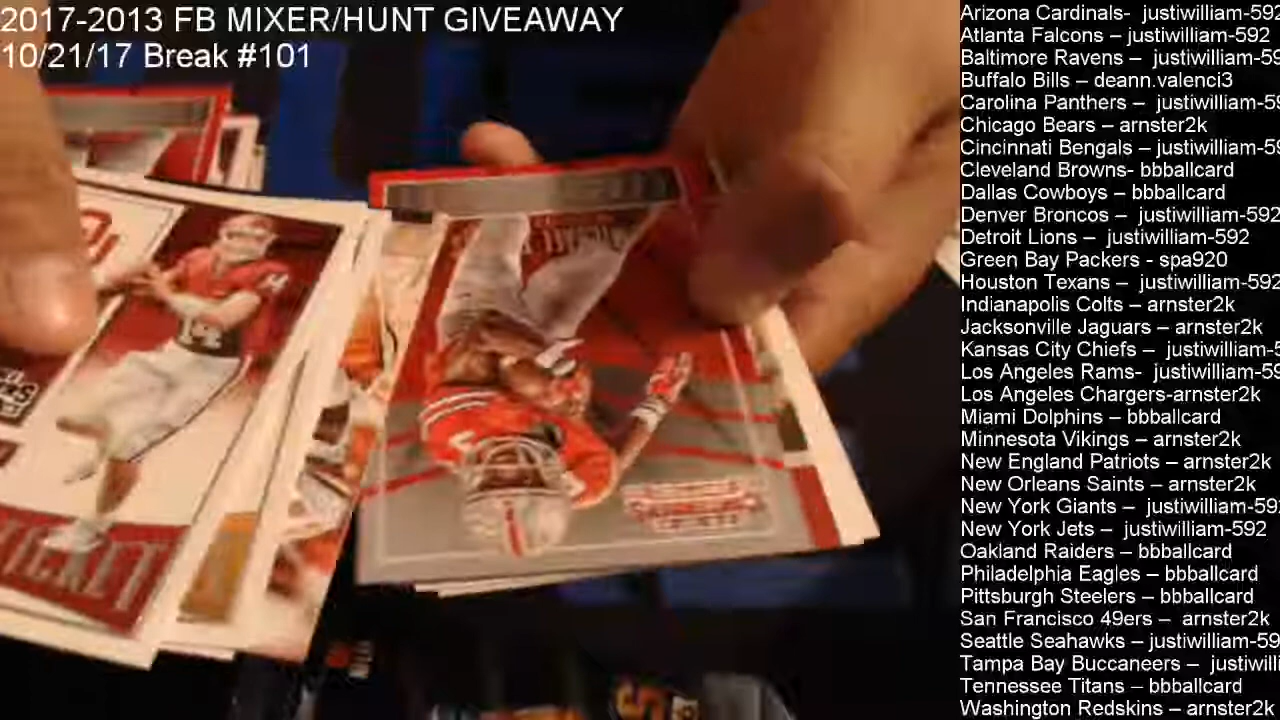 2017-2013 FB MIXER/HUNT GIVEAWAY
10/21/17 Break #101
Arizona Cardinals- justiwilliam-592
Atlanta Falcons – justiwilliam-592
Baltimore Ravens – justiwilliam-59
Buffalo Bills – deann.valenci3
Carolina Panthers – justiwilliam-59
Chicago Bears – arnster2k
Cincinnati Bengals – justiwilliam-59
Cleveland Browns- bbballcard
Dallas Cowboys – bbballcard
Denver Broncos – justiwilliam-592
Detroit Lions – justiwilliam-592
Green Bay Packers - spa920
Houston Texans – justiwilliam-592
Indianapolis Colts – arnster2k
Jacksonville Jaguars – arnster2k
Kansas City Chiefs – justiwilliam-5
Los Angeles Rams- justiwilliam-59
Los Angeles Chargers-arnster2k
Miami Dolphins – bbballcard
Minnesota Vikings – arnster2k
New England Patriots – arnster2k
New Orleans Saints – arnster2k
New York Giants – justiwilliam-592
New York Jets – justiwilliam-592
Oakland Raiders – bbballcard
Philadelphia Eagles – bbballcard
Pittsburgh Steelers – bbballcard
San Francisco 49ers – arnster2k
Seattle Seahawks – justiwilliam-59
Tampa Bay Buccaneers – justiwilli
Tennessee Titans – bbballcard
Washington Redskins – arnster2k
14
14
TICKET